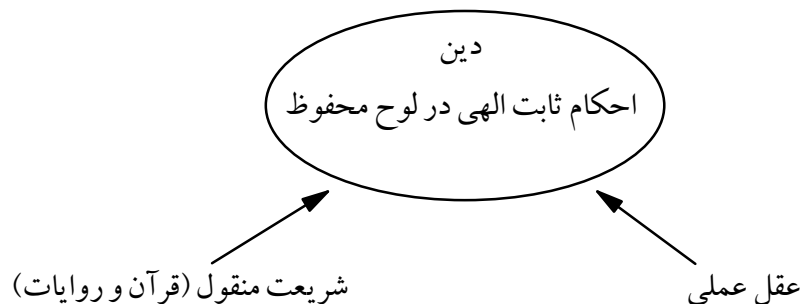 دین
احکام ثابت الهی در لوح محفوظ
عقل عملی
شریعت منقول (قرآن و روایات)